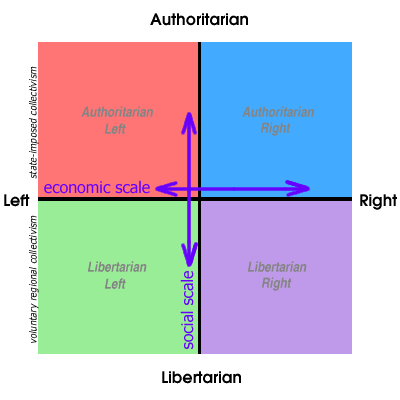 Authoritarian
state-imposed collectivism
Authoritarian
Left
Authoritarian
Right
economic scale
Left
Right
voluntary regional collectivism
Libertarian
Left
Libertarian
Right
social scale
Libertarian